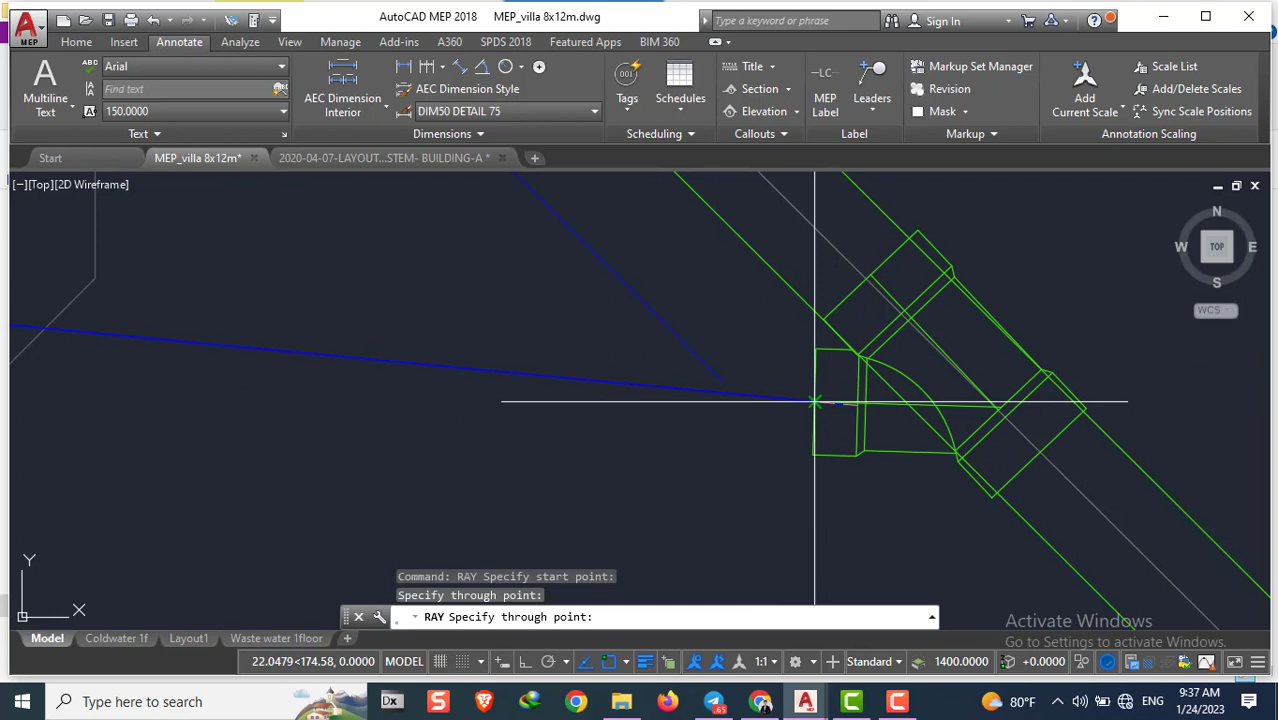 AutoCAD MEP 2018 MEP_villa 8x12m.dwg
Type a keyword or phrase
Sign In
MEP
Home Insert Annotate Analyze View Manage Add-ins A360 SPDS 2018 Featured Apps BIM 360
Multiline
Text
Arial
Find text
150.0000
Text
AEC Dimension
Interior
AEC Dimension Style
DIM50 DETAIL 75
Dimensions
Tags
Schedules
Scheduling
Title
Section
Elevation
Callouts
MEP
Label
Leaders
Label
Markup Set Manager
Revision
Mask
Markup
Add
Current Scale
Scale List
Add/Delete Scales
Sync Scale Positions
Annotation Scaling
Start
MEP_villa 8x12m*
2020-04-07-LAYOUT...STEM- BUILDING-A *
[−][Top][2D Wireframe]
N
W TOP E
S
WCS
Y
X
Command: RAY Specify start point:
Specify through point:
RAY Specify through point:
Activate Windows
Go to Settings to activate Windows.
Model Coldwater 1f Layout1 Waste water 1floor
22.0479<174.58, 0.0000 MODEL 1:1 Standard 1400.0000 +0.0000
Type here to search
Dx
80°F
ENG
9:37 AM
1/24/2023